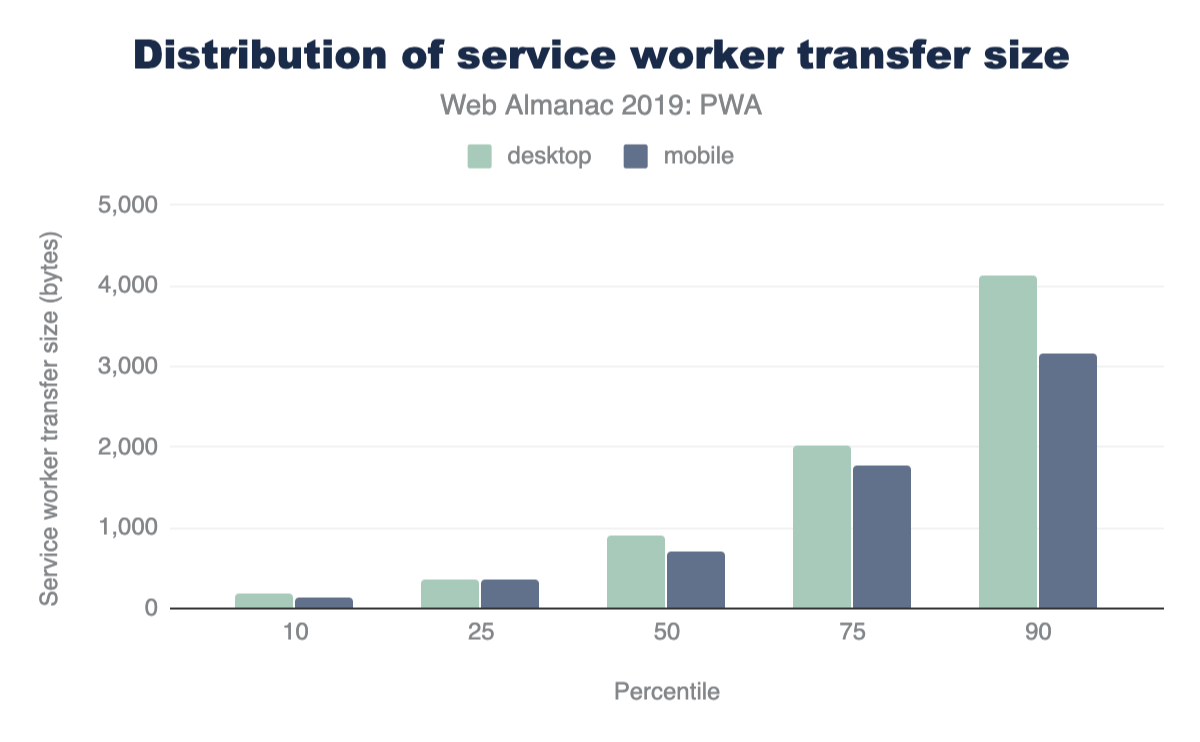 Distribution of service worker transfer size
Web Almanac 2019: PWA
desktop
mobile
Service worker transfer size (bytes)
5,000
4,000
3,000
2,000
1,000
0
10
25
50
75
90
Percentile